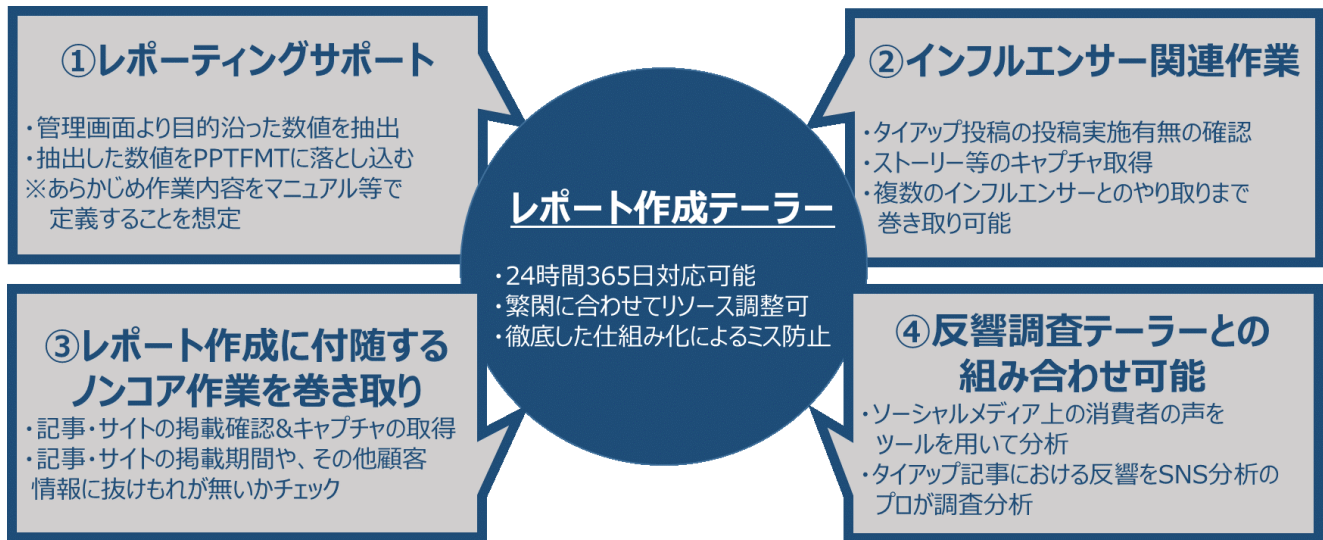 ①レポーティングサポート
・管理画面より目的沿った数値を抽出
・抽出した数値をPPTFMTに落とし込む
※あらかじめ作業内容をマニュアル等で
定義することを想定
②インフルエンサー関連作業
・タイアップ投稿の投稿実施有無の確認
・ストーリー等のキャプチャ取得
・複数のインフルエンサーとのやり取りまで
巻き取り可能
レポート作成テーラー
・24時間365日対応可能
・繁閑に合わせてリソース調整可
・徹底した仕組み化によるミス防止
③レポート作成に付随する
ノンコア作業を巻き取り
・記事・サイトの掲載確認&キャプチャの取得
・記事・サイトの掲載期間や、その他顧客
情報に抜けもれが無いかチェック
④反響調査テーラーとの
組み合わせ可能
・ソーシャルメディア上の消費者の声を
ツールを用いて分析
・タイアップ記事における反響をSNS分析の
プロが調査分析